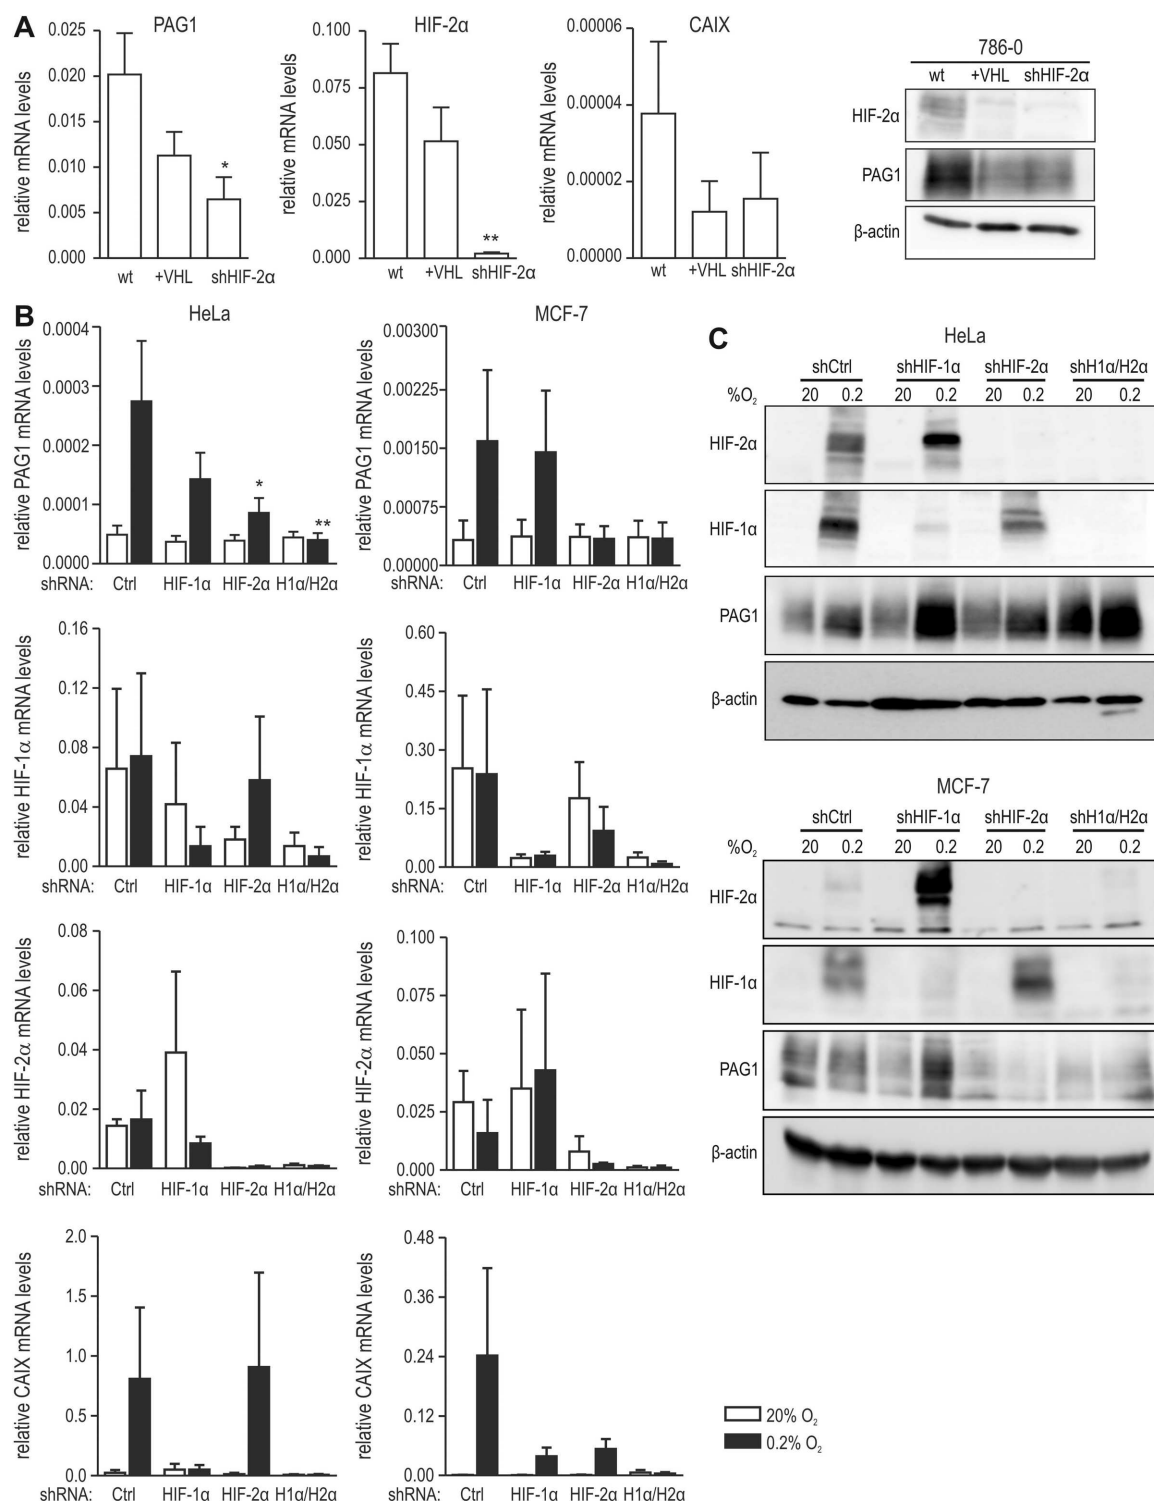 A
PAG1
relative mRNA levels
0.025
0.020
0.015
0.010
0.005
0.000
*
wt +VHL shHIF-2α
HIF-2α
relative mRNA levels
0.100
0.075
0.050
0.025
0.000
**
wt +VHL shHIF-2α
CAIX
relative mRNA levels
0.00006
0.00004
0.00002
0.00000
wt +VHL shHIF-2α
786-0
wt +VHL shHIF-2α
HIF-2α
PAG1
β-actin
B
HeLa
relative PAG1 mRNA levels
0.0004
0.0003
0.0002
0.0001
0.0000
* **
shRNA: Ctrl HIF-1α HIF-2α H1α/H2α
MCF-7
relative PAG1 mRNA levels
0.00300
0.00225
0.00150
0.00075
0.00000
shRNA: Ctrl HIF-1α HIF-2α H1α/H2α
relative HIF-1α mRNA levels
0.16
0.12
0.08
0.04
0.00
shRNA: Ctrl HIF-1α HIF-2α H1α/H2α
relative HIF-1α mRNA levels
0.60
0.45
0.30
0.15
0.00
shRNA: Ctrl HIF-1α HIF-2α H1α/H2α
relative HIF-2α mRNA levels
0.08
0.06
0.04
0.02
0.00
shRNA: Ctrl HIF-1α HIF-2α H1α/H2α
relative HIF-2α mRNA levels
0.100
0.075
0.050
0.025
0.000
shRNA: Ctrl HIF-1α HIF-2α H1α/H2α
relative CAIX mRNA levels
2.0
1.5
1.0
0.5
0.0
shRNA: Ctrl HIF-1α HIF-2α H1α/H2α
relative CAIX mRNA levels
0.48
0.36
0.24
0.12
0.0
shRNA: Ctrl HIF-1α HIF-2α H1α/H2α
20% O₂
0.2% O₂
C
HeLa
shCtrl shHIF-1α shHIF-2α shH1α/H2α
%O₂ 20 0.2 20 0.2 20 0.2 20 0.2
HIF-2α
HIF-1α
PAG1
β-actin
MCF-7
shCtrl shHIF-1α shHIF-2α shH1α/H2α
%O₂ 20 0.2 20 0.2 20 0.2 20 0.2
HIF-2α
HIF-1α
PAG1
β-actin